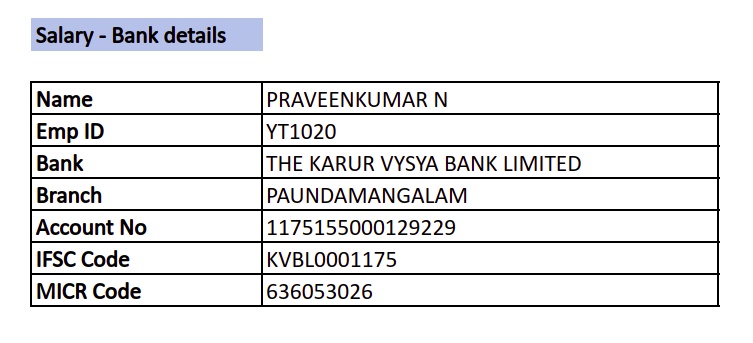 Salary - Bank details
Name PRAVEENKUMAR N
Emp ID YT1020
Bank THE KARUR VYSYA BANK LIMITED
Branch PAUNDAMANGALAM
Account No 1175155000129229
IFSC Code KVBL0001175
MICR Code 636053026